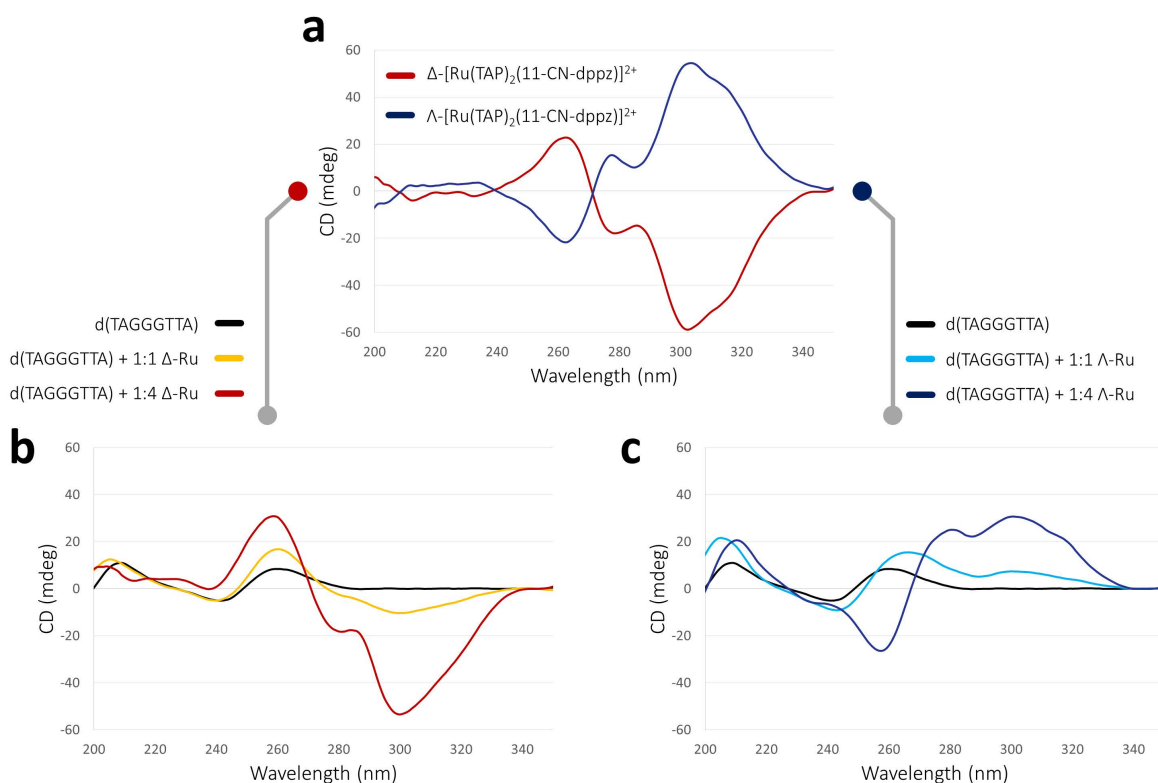 a
60
40
20
0
-20
-40
-60
CD (mdeg)
Δ-[Ru(TAP)₂(11-CN-dppz)]²⁺
Λ-[Ru(TAP)₂(11-CN-dppz)]²⁺
200 220 240 260 280 300 320 340
Wavelength (nm)
d(TAGGGTTA)
d(TAGGGTTA) + 1:1 Δ-Ru
d(TAGGGTTA) + 1:4 Δ-Ru
d(TAGGGTTA)
d(TAGGGTTA) + 1:1 Λ-Ru
d(TAGGGTTA) + 1:4 Λ-Ru
b
60
40
20
0
-20
-40
-60
CD (mdeg)
200 220 240 260 280 300 320 340
Wavelength (nm)
c
60
40
20
0
-20
-40
-60
CD (mdeg)
200 220 240 260 280 300 320 340
Wavelength (nm)